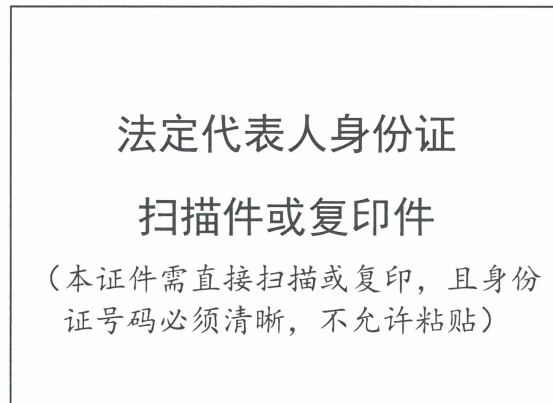 法定代表人身份证
扫描件或复印件
（本证件需直接扫描或复印，且身份
证号码必须清晰，不允许粘贴）